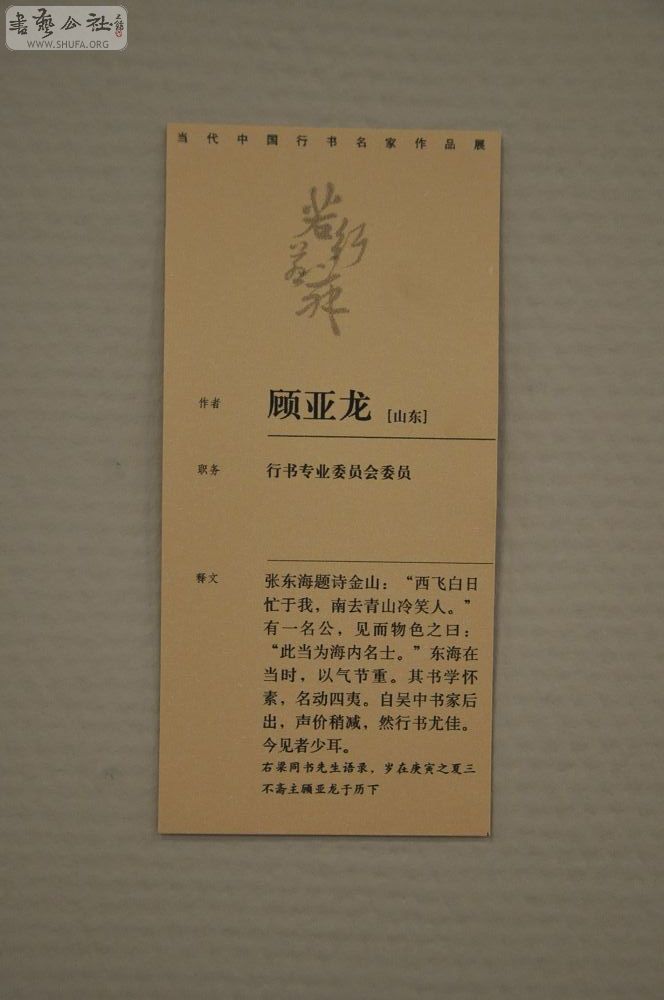 書藝公社
WWW.SHUFA.ORG
当代中国行书名家作品展
作者
顾亚龙 [山东]
职务
行书专业委员会委员
释文
张东海题诗金山：“西飞白日
忙于我，南去青山冷笑人。”
有一名公，见而物色之曰：
“此当为海内名士。”东海在
当时，以气节重。其书学怀
素，名动四夷。自吴中书家后
出，声价稍减，然行书尤佳。
今见者少耳。
右梁同书先生语录，岁在庚寅之夏三
不斋主顾亚龙于历下